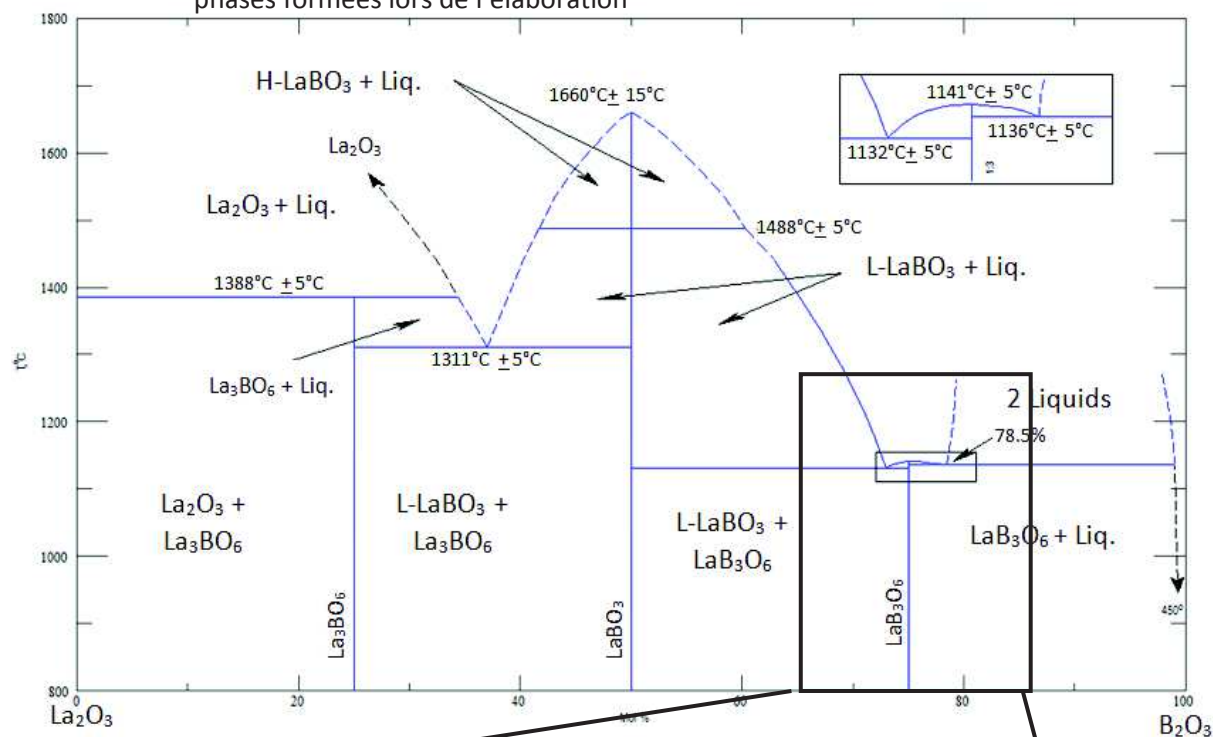 phases formées lors de l'élaboration
1800
H-LaBO₃ + Liq.
1660°C± 15°C
1141°C± 5°C
1136°C± 5°C
1132°C± 5°C
1:3
1600
La₂O₃
La₂O₃ + Liq.
1488°C± 5°C
L-LaBO₃ + Liq.
1400
1388°C ±5°C
1311°C ±5°C
La₃BO₆ + Liq.
T,°C
1200
2 Liquids
78.5%
La₂O₃ +
La₃BO₆
L-LaBO₃ +
La₃BO₆
L-LaBO₃ +
LaB₃O₆
LaB₃O₆ + Liq.
1000
La₃BO₆
LaBO₃
LaB₃O₆
450°
800
0
20
40
Mol %
60
80
100
La₂O₃
B₂O₃